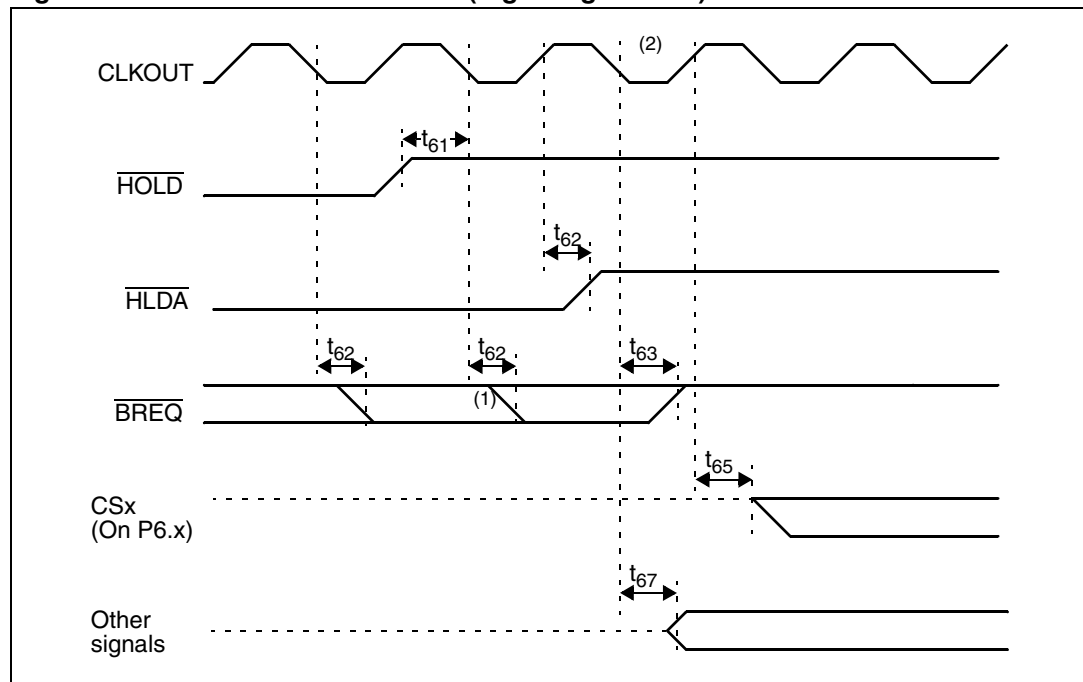 (2)
CLKOUT
t61
HOLD
t62
HLDA
t62
t62
t63
BREQ
(1)
t65
CSx
(On P6.x)
t67
Other
signals